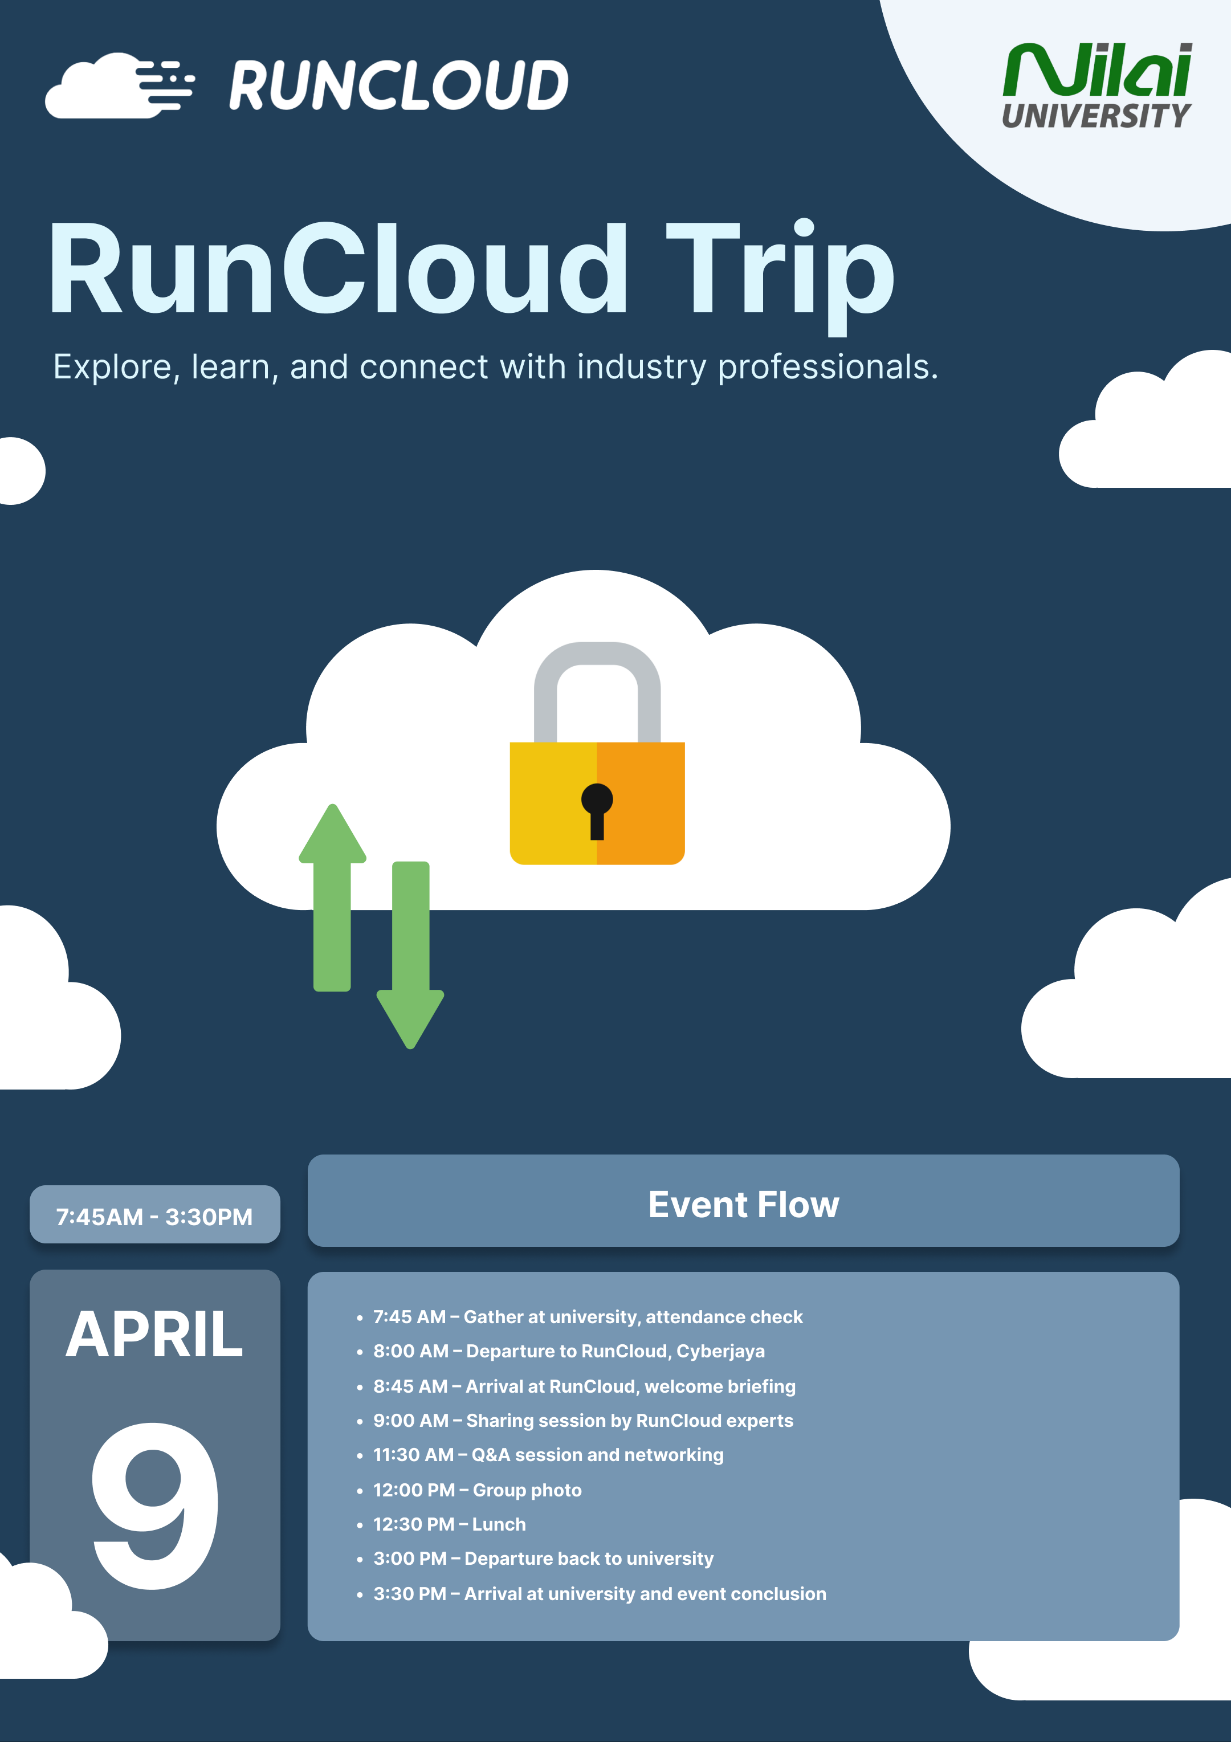 RUNCLOUD
Nilai
UNIVERSITY
RunCloud Trip
Explore, learn, and connect with industry professionals.
7:45AM - 3:30PM
APRIL
9
Event Flow
• 7:45 AM – Gather at university, attendance check
• 8:00 AM – Departure to RunCloud, Cyberjaya
• 8:45 AM – Arrival at RunCloud, welcome briefing
• 9:00 AM – Sharing session by RunCloud experts
• 11:30 AM – Q&A session and networking
• 12:00 PM – Group photo
• 12:30 PM – Lunch
• 3:00 PM – Departure back to university
• 3:30 PM – Arrival at university and event conclusion